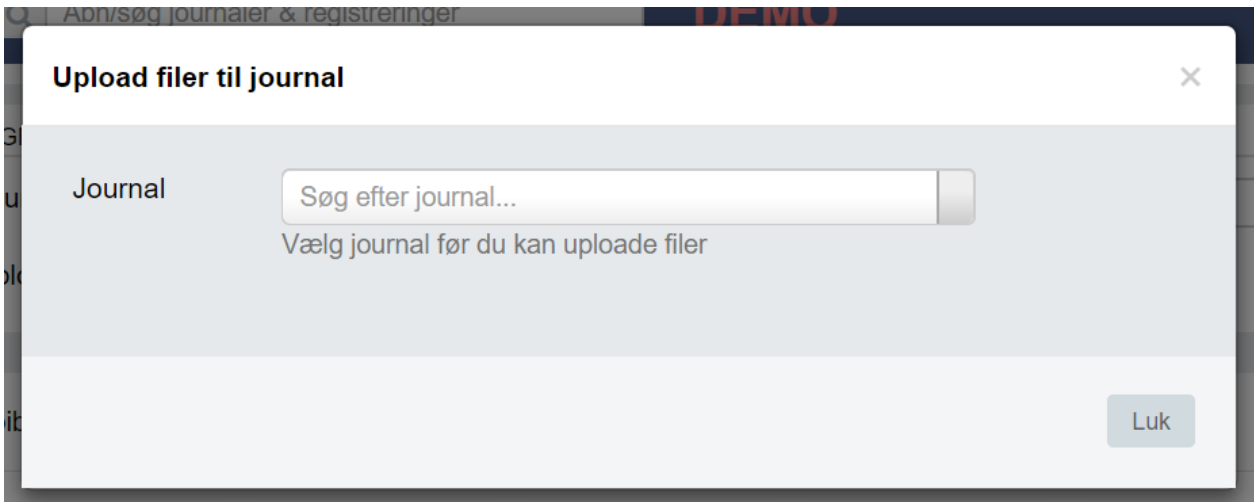 Åbn/søg journaler & registreringer
DEMO
Upload filer til journal
×
Journal
Søg efter journal...
Vælg journal før du kan uploade filer
Luk